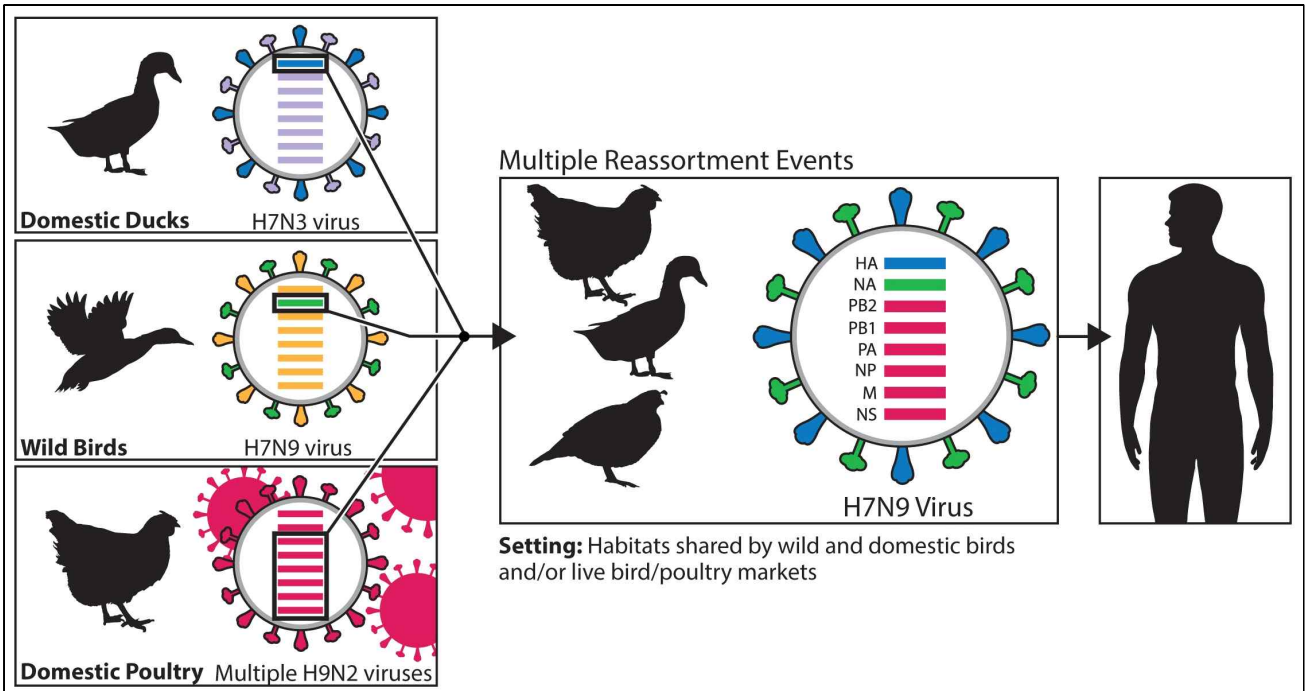 Domestic Ducks
H7N3 virus
Wild Birds
H7N9 virus
Domestic Poultry
Multiple H9N2 viruses
Multiple Reassortment Events
HA
NA
PB2
PB1
PA
NP
M
NS
H7N9 Virus
Setting: Habitats shared by wild and domestic birds
and/or live bird/poultry markets